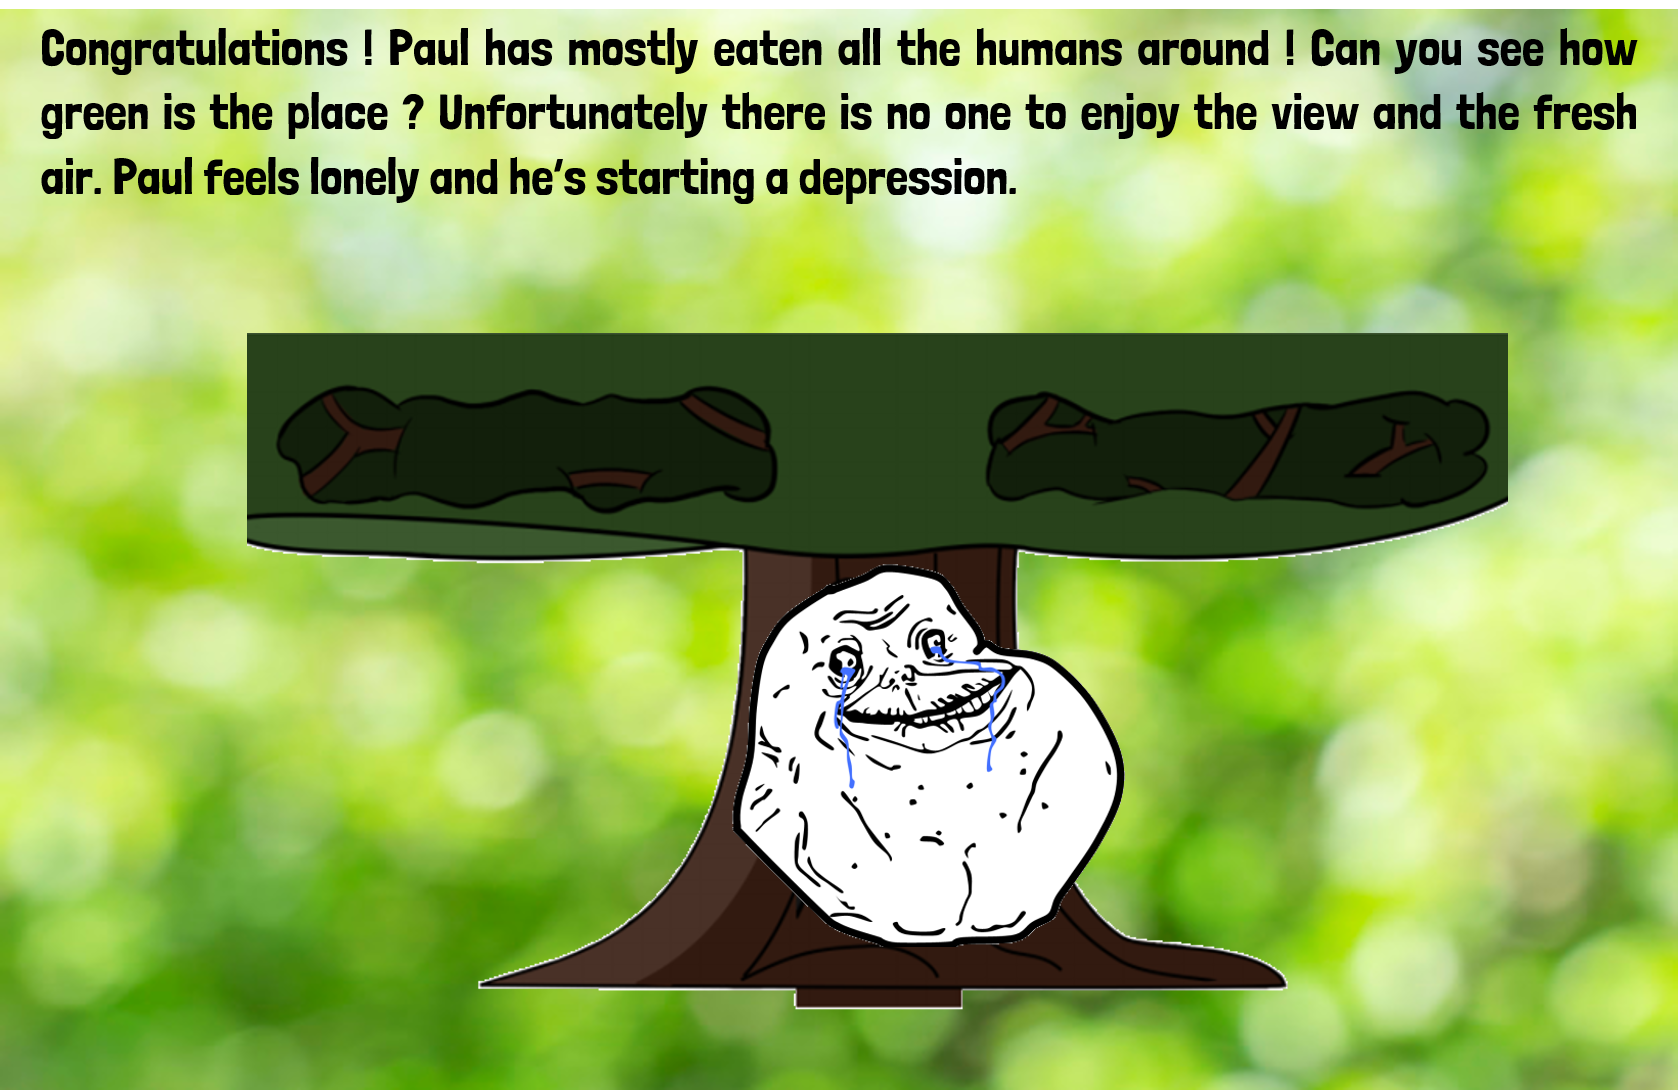 Congratulations ! Paul has mostly eaten all the humans around ! Can you see how
green is the place ? Unfortunately there is no one to enjoy the view and the fresh
air. Paul feels lonely and he's starting a depression.